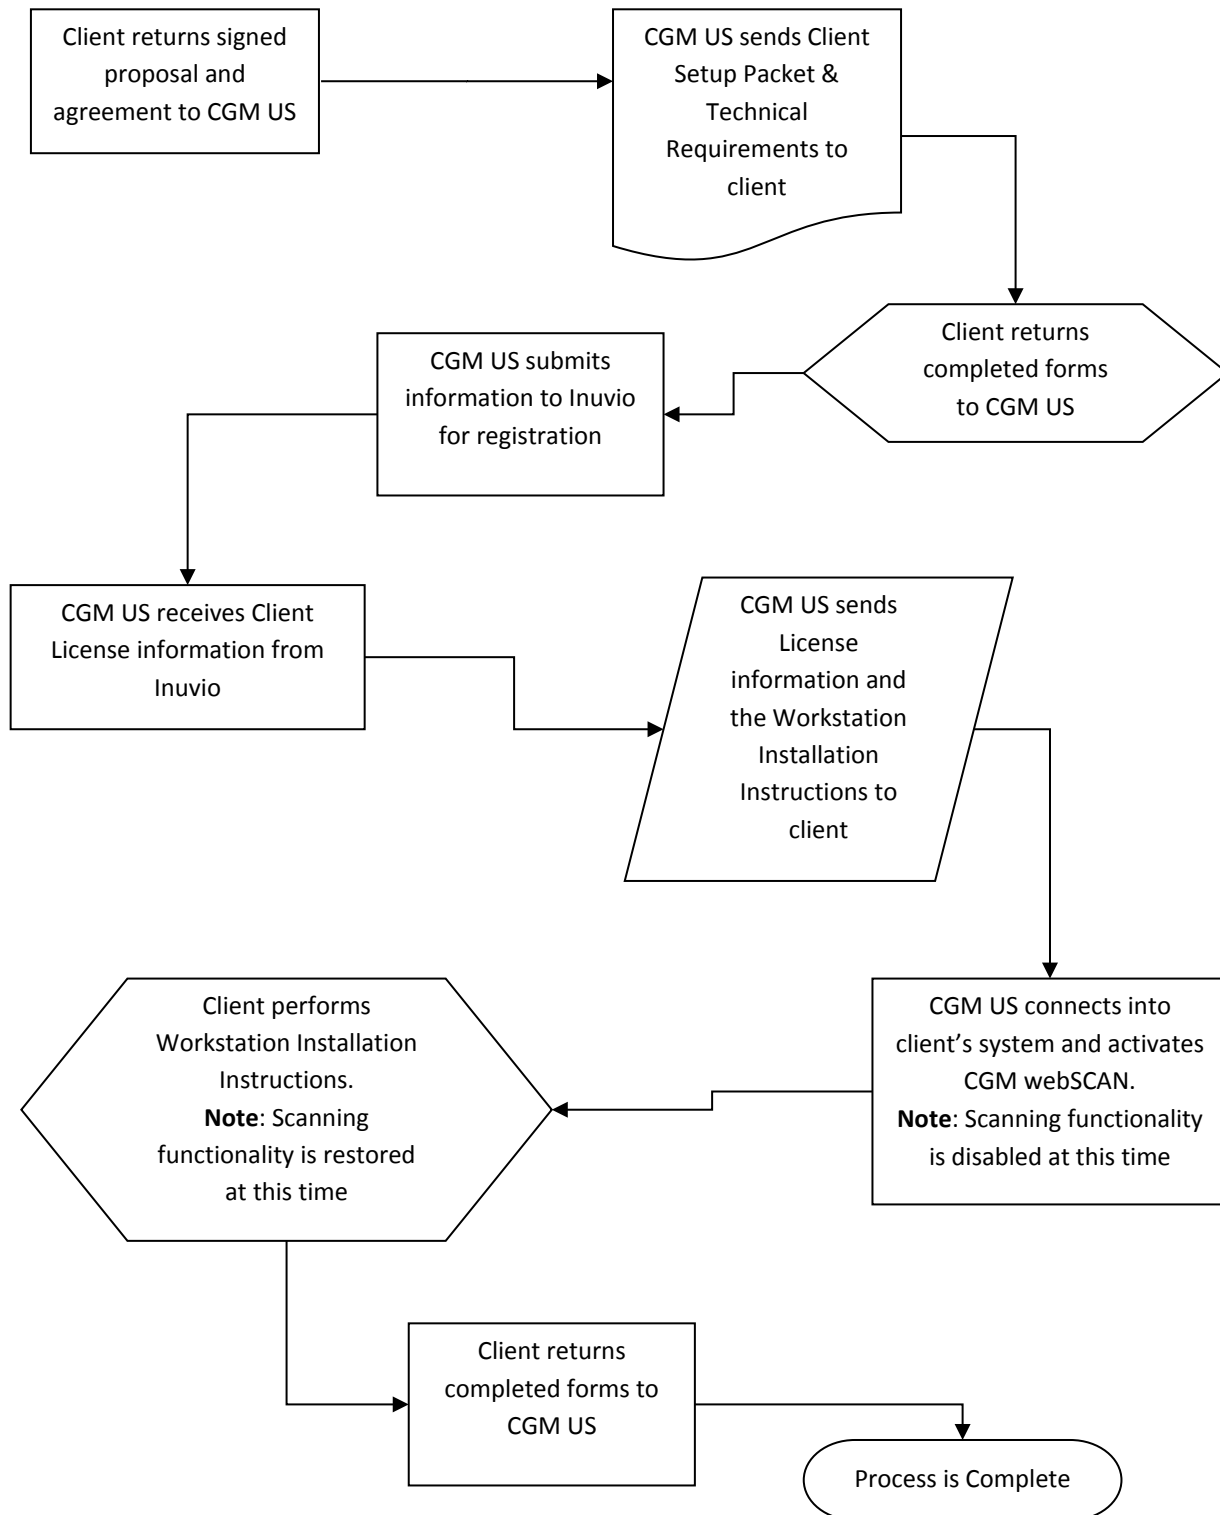 Client returns signed
proposal and
agreement to CGM US
CGM US sends Client
Setup Packet &
Technical
Requirements to
client
Client returns
completed forms
to CGM US
CGM US submits
information to Inuvio
for registration
CGM US receives Client
License information from
Inuvio
CGM US sends
License
information and
the Workstation
Installation
Instructions to
client
CGM US connects into
client’s system and activates
CGM webSCAN.
Note: Scanning functionality
is disabled at this time
Client performs
Workstation Installation
Instructions.
Note: Scanning
functionality is restored
at this time
Client returns
completed forms to
CGM US
Process is Complete